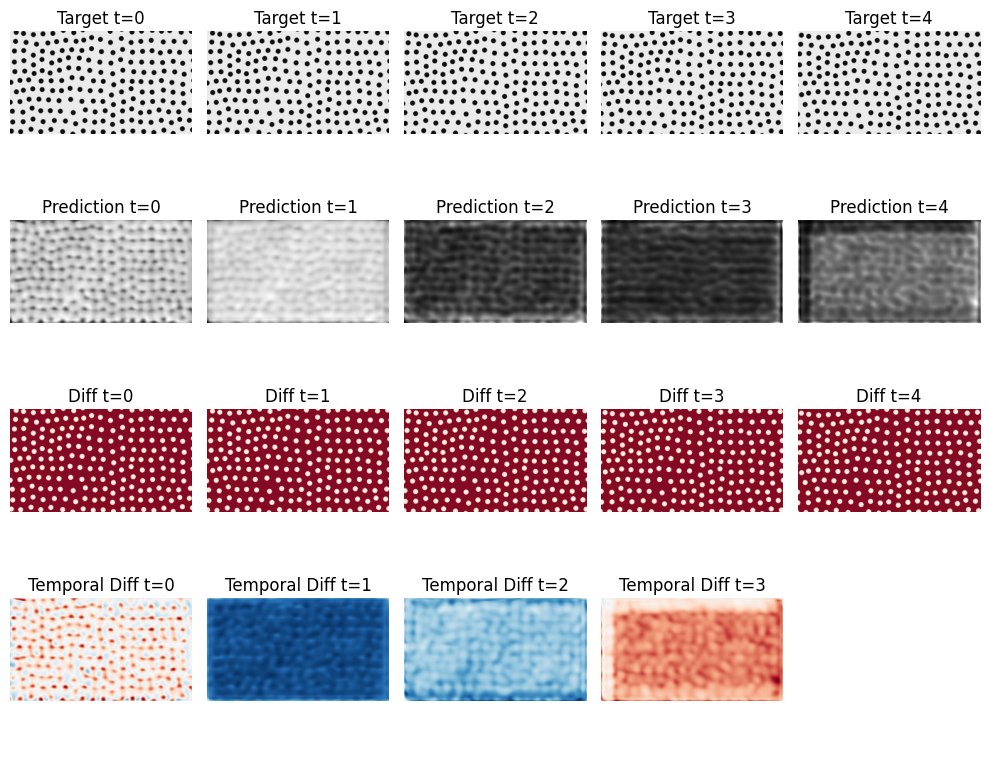 Target t=0 Target t=1 Target t=2 Target t=3 Target t=4
Prediction t=0 Prediction t=1 Prediction t=2 Prediction t=3 Prediction t=4
Diff t=0 Diff t=1 Diff t=2 Diff t=3 Diff t=4
Temporal Diff t=0 Temporal Diff t=1 Temporal Diff t=2 Temporal Diff t=3